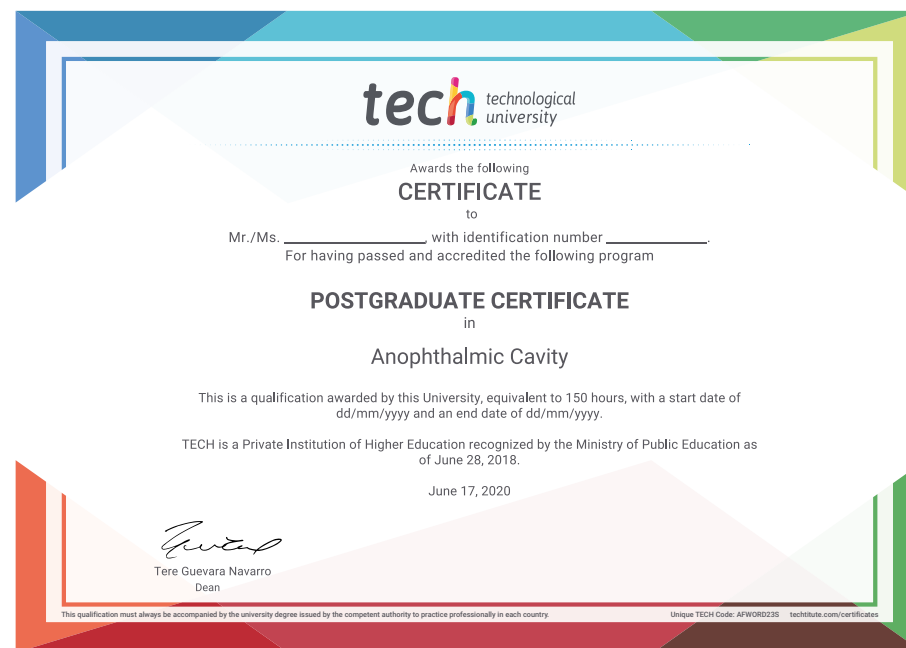 tech technological
university
Awards the following
CERTIFICATE
to
Mr./Ms. ____________, with identification number ____________.
For having passed and accredited the following program
POSTGRADUATE CERTIFICATE
in
Anophthalmic Cavity
This is a qualification awarded by this University, equivalent to 150 hours, with a start date of
dd/mm/yyyy and an end date of dd/mm/yyyy.
TECH is a Private Institution of Higher Education recognized by the Ministry of Public Education as
of June 28, 2018.
June 17, 2020
Tere Guevara Navarro
Dean
This qualification must always be accompanied by the university degree issued by the competent authority to practice professionally in each country. Unique TECH Code: AFWORD23S techtitute.com/certificates